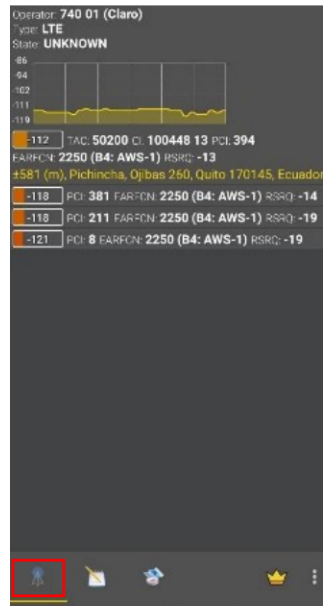 Operator: 740 01 (Claro)
Type: LTE
State: UNKNOWN
-86
-94
-102
-111
-119
-112 TAC: 50200 CI: 100448 13 PCI: 394
EARFCN: 2250 (B4: AWS-1) RSRQ: -13
±581 (m), Pichincha, Ojibas 260, Quito 170145, Ecuador
-118 PCI: 381 EARFCN: 2250 (B4: AWS-1) RSRQ: -14
-118 PCI: 211 EARFCN: 2250 (B4: AWS-1) RSRQ: -19
-121 PCI: 8 EARFCN: 2250 (B4: AWS-1) RSRQ: -19